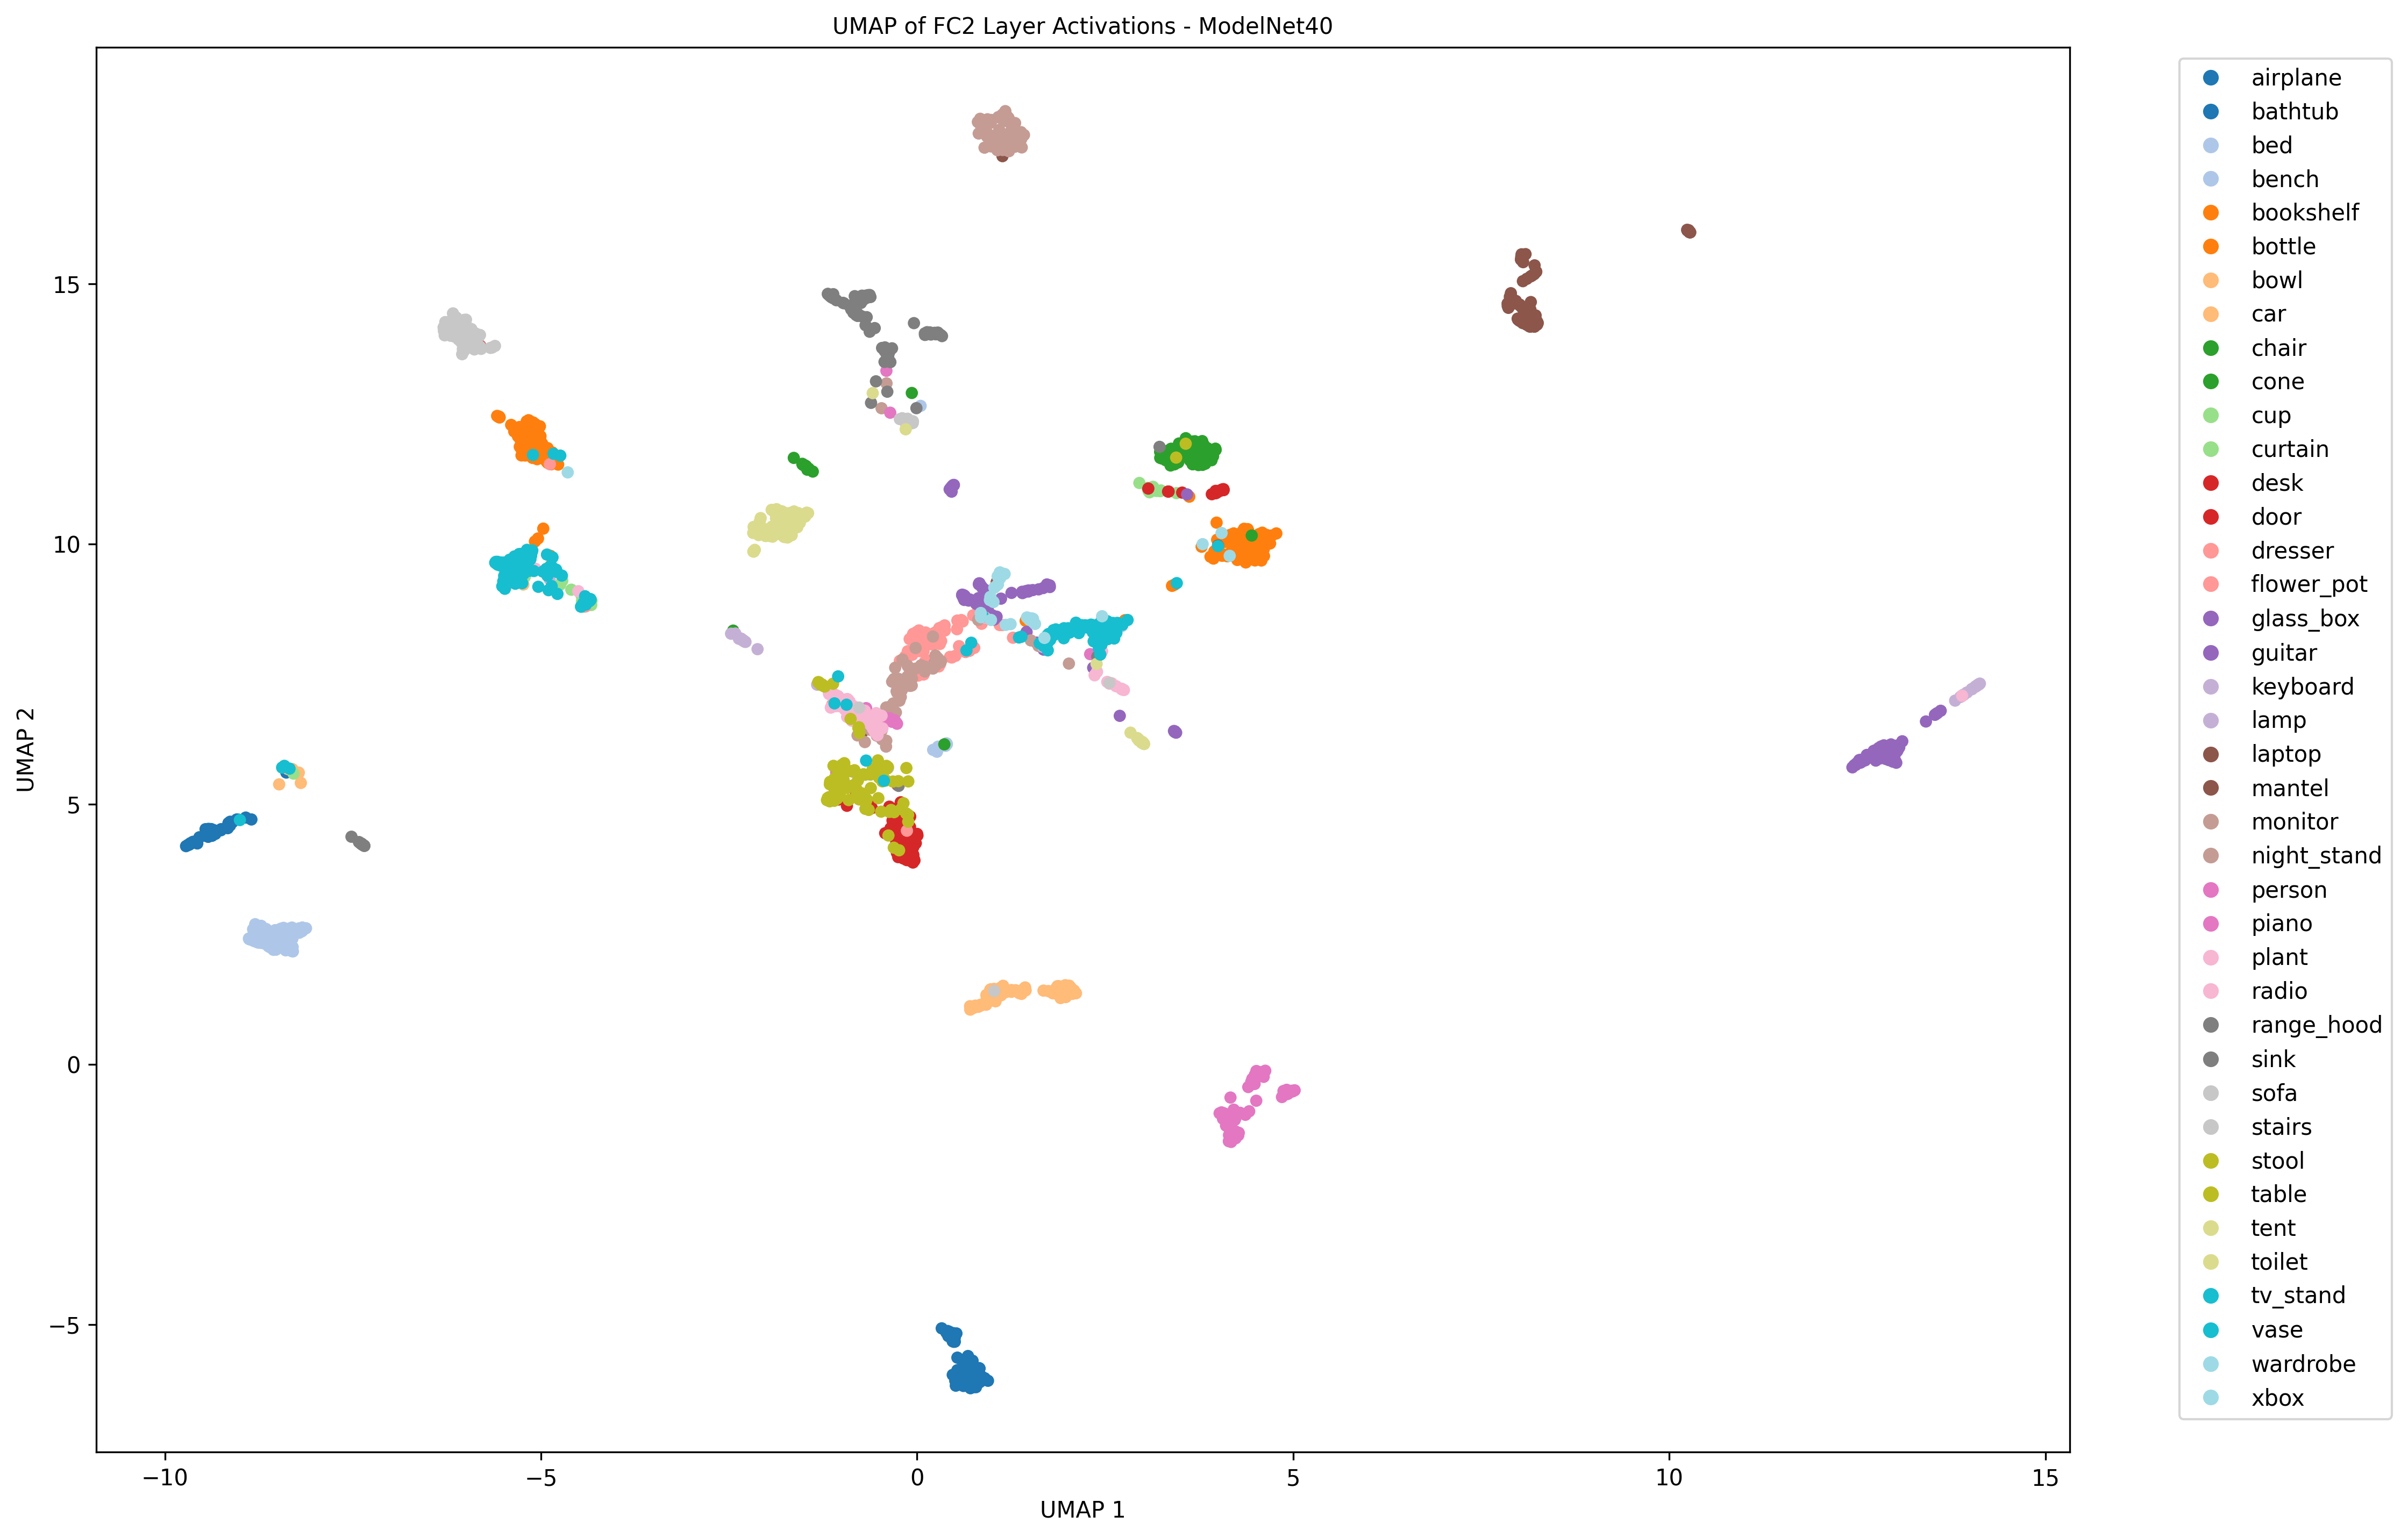 UMAP of FC2 Layer Activations - ModelNet40
UMAP 2
15
10
5
0
−5
−10
−5
0
5
10
15
UMAP 1
airplane
bathtub
bed
bench
bookshelf
bottle
bowl
car
chair
cone
cup
curtain
desk
door
dresser
flower_pot
glass_box
guitar
keyboard
lamp
laptop
mantel
monitor
night_stand
person
piano
plant
radio
range_hood
sink
sofa
stairs
stool
table
tent
toilet
tv_stand
vase
wardrobe
xbox